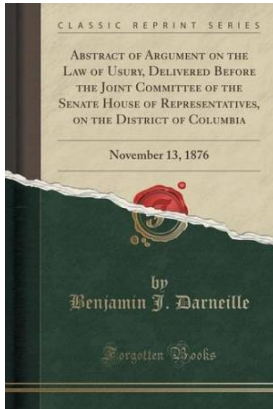 CLASSIC REPRINT SERIES
Abstract of Argument on the
Law of Usury, Delivered Before
the Joint Committee of the
Senate House of Representatives,
on the District of Columbia
November 13, 1876
by
Benjamin J. Darneille
Forgotten Books